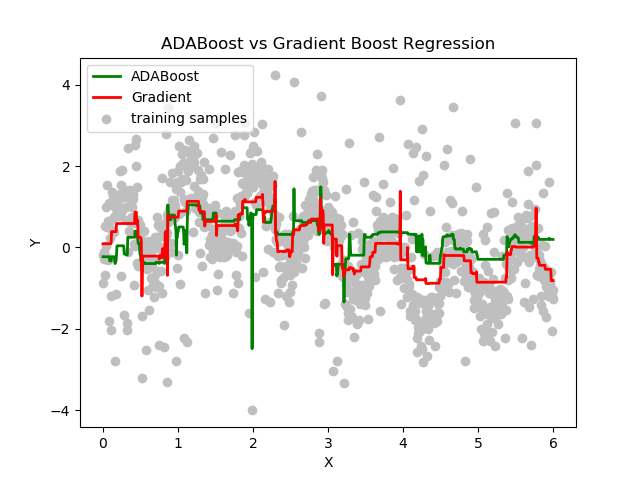 ADABoost vs Gradient Boost Regression
ADABoost
Gradient
training samples
Y
4
2
0
−2
−4
0 1 2 3 4 5 6
X